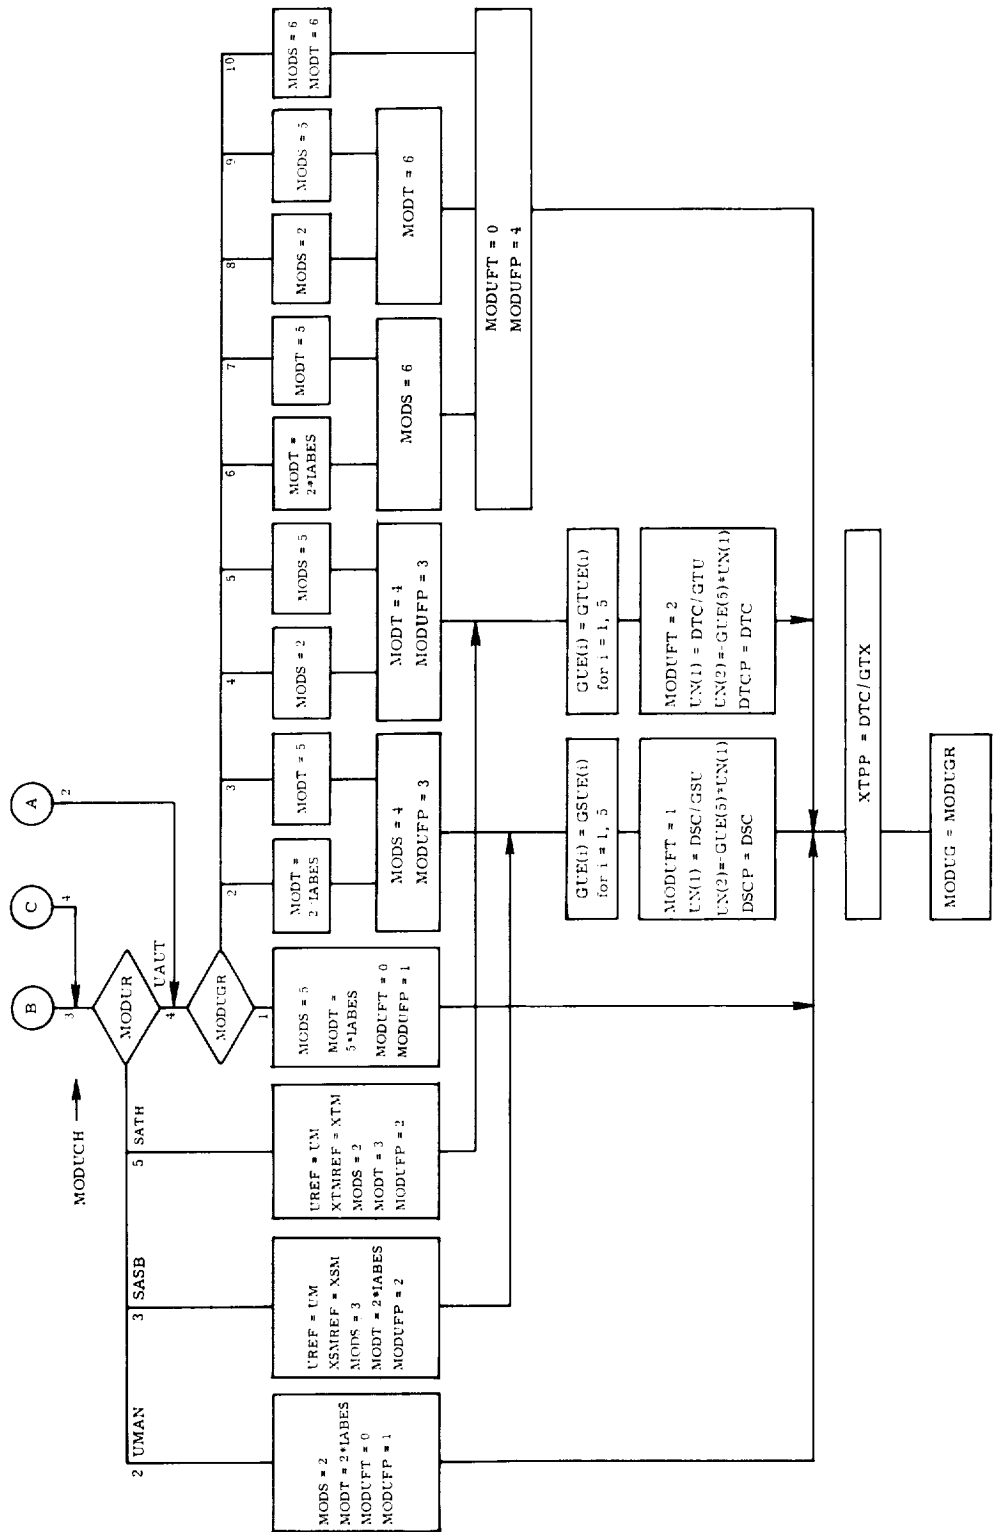 B
C
A
3
4
2
MODUCH
MODUR
UAUT
4
MODUGR
2 UMAN
3 SASB
5 SATH
1
2
3
4
5
6
7
8
9
10
MODS = 2
MODT = 2*IABES
MODUFT = 0
MODUFP = 1
UREF = UM
XSMREF = XSM
MODS = 3
MODT = 2*IABES
MODUFP = 2
UREF = UM
XTMREF = XTM
MODS = 2
MODT = 3
MODUFP = 2
MODS = 5
MODT =
5*IABES
MODUFT = 0
MODUFP = 1
MODT =
2*IABES
MODT = 5
MODS = 2
MODS = 5
MODT =
2*IABES
MODT = 5
MODS = 2
MODS = 5
MODS = 6
MODT = 6
MODS = 4
MODUFP = 3
MODT = 4
MODUFP = 3
MODS = 6
MODT = 6
MODUFT = 0
MODUFP = 4
GUE(i) = GSUE(i)
for i = 1, 5
GUE(i) = GTUE(i)
for i = 1, 5
MODUFT = 1
UN(1) = DSC/GSU
UN(2)=-GUE(5)*UN(1)
DSCP = DSC
MODUFT = 2
UN(1) = DTC/GTU
UN(2)=-GUE(5)*UN(1)
DTCP = DTC
XTPP = DTC/GTX
MODUG = MODUGR